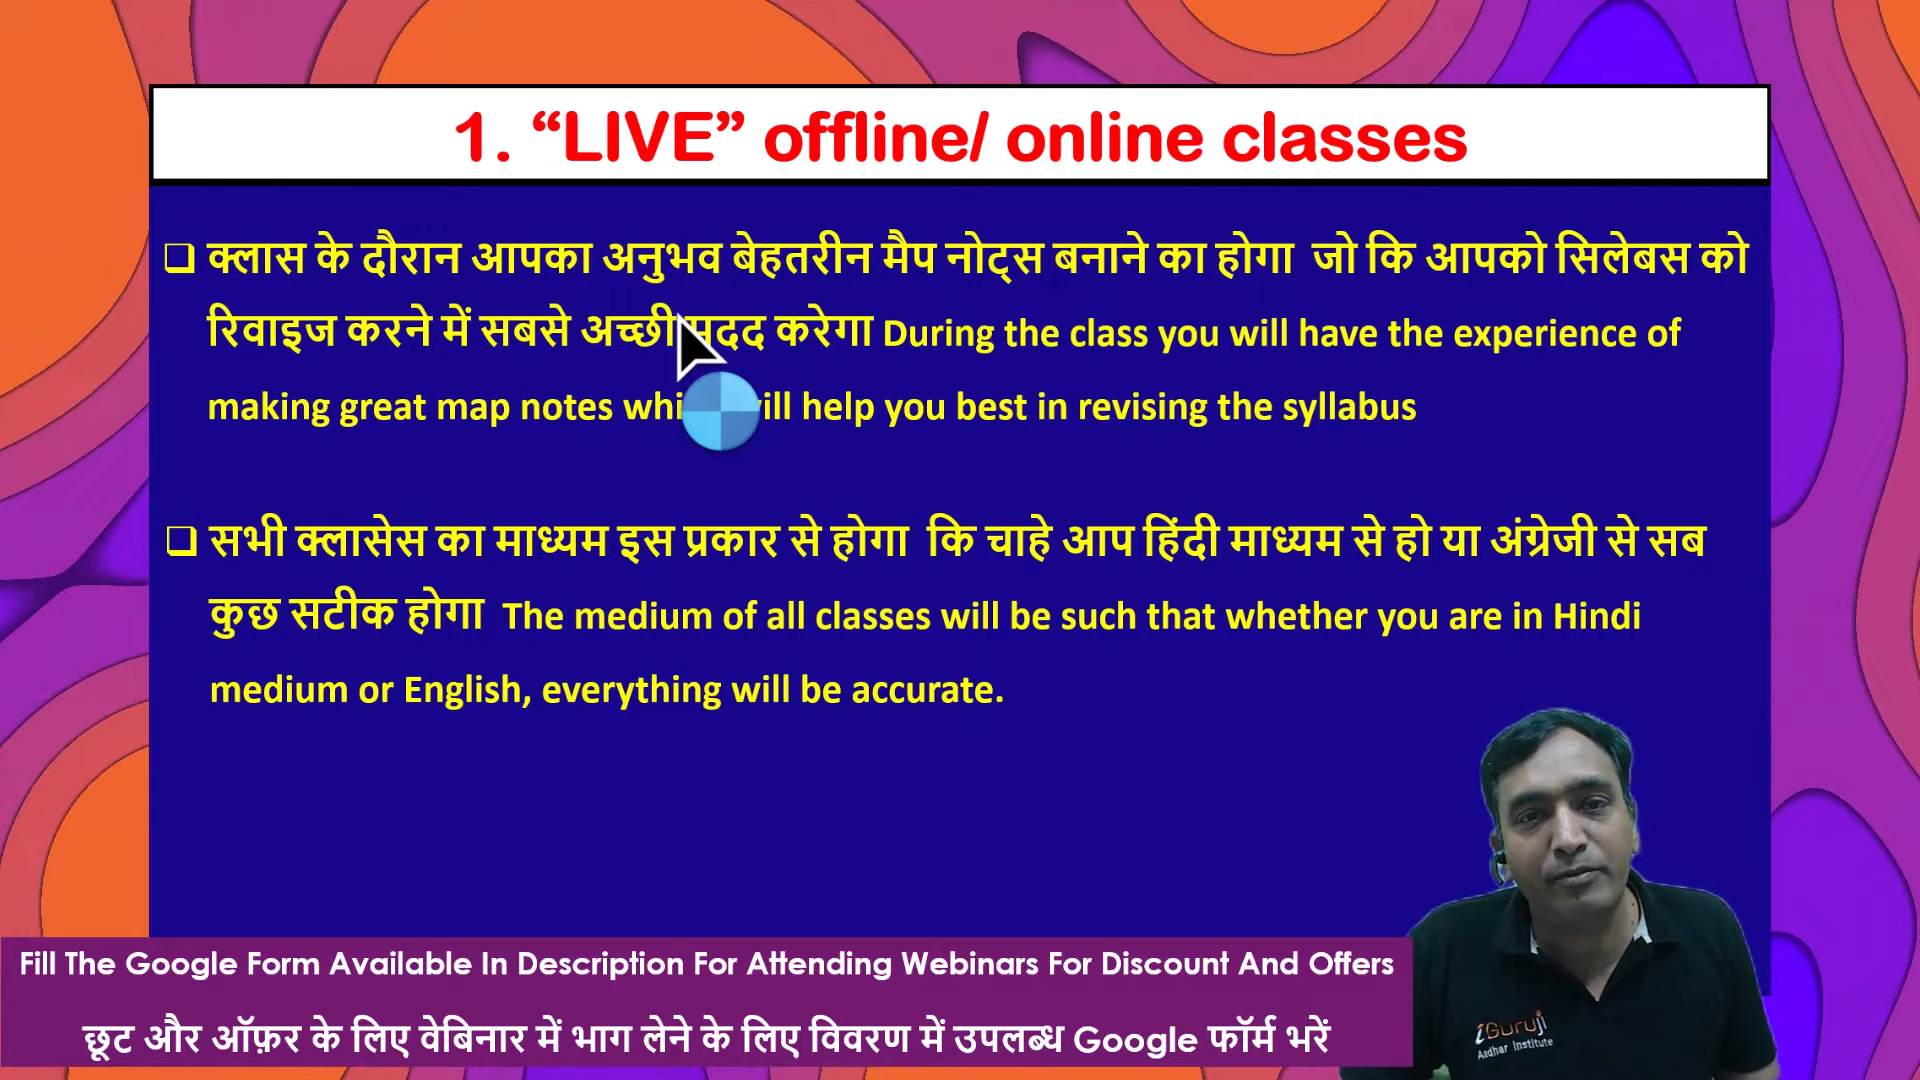 1. “LIVE” offline/ online classes
क्लास के दौरान आपका अनुभव बेहतरीन मैप नोट्स बनाने का होगा जो कि आपको सिलेबस को
रिवाइज करने में सबसे अच्छी मदद करेगा During the class you will have the experience of
making great map notes will help you best in revising the syllabus
सभी क्लासेस का माध्यम इस प्रकार से होगा कि चाहे आप हिंदी माध्यम से हो या अंग्रेजी से सब
कुछ सटीक होगा The medium of all classes will be such that whether you are in Hindi
medium or English, everything will be accurate.
iGuruji
Aadhar Institute
Fill The Google Form Available In Description For Attending Webinars For Discount And Offers
छूट और ऑफ़र के लिए वेबिनार में भाग लेने के लिए विवरण में उपलब्ध Google फॉर्म भरें